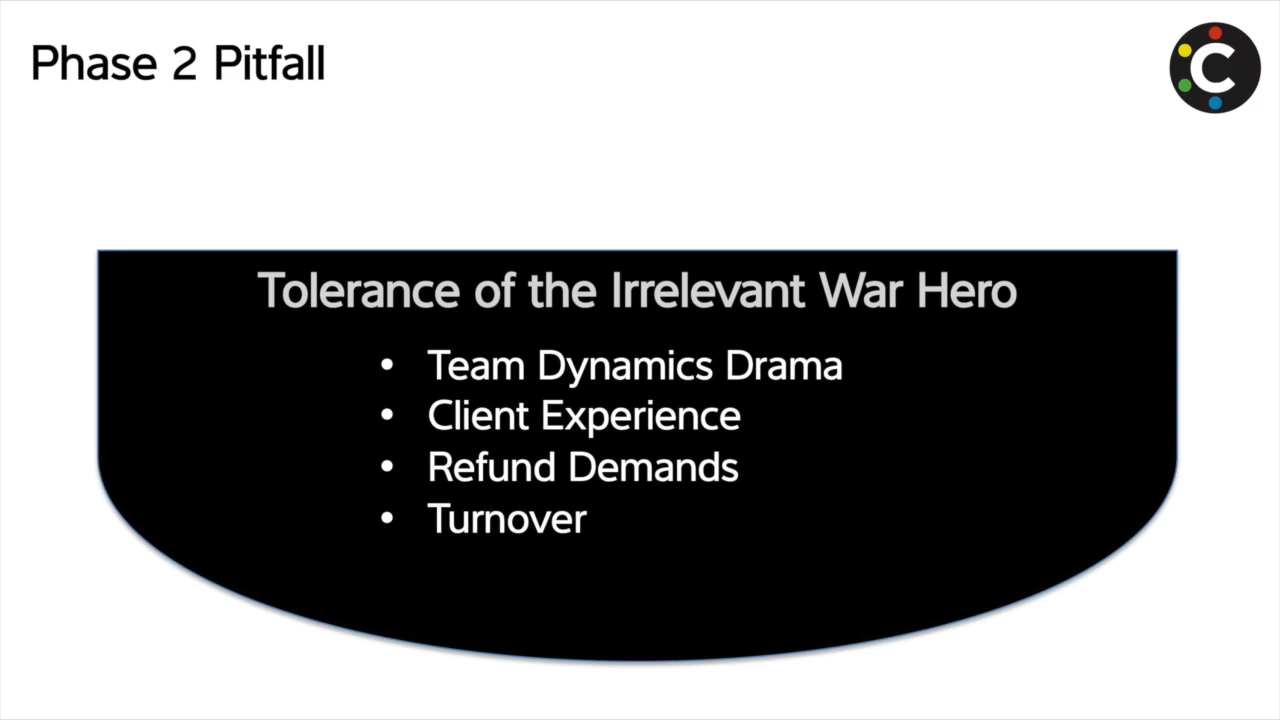 Phase 2 Pitfall
C
Tolerance of the Irrelevant War Hero
• Team Dynamics Drama
• Client Experience
• Refund Demands
• Turnover